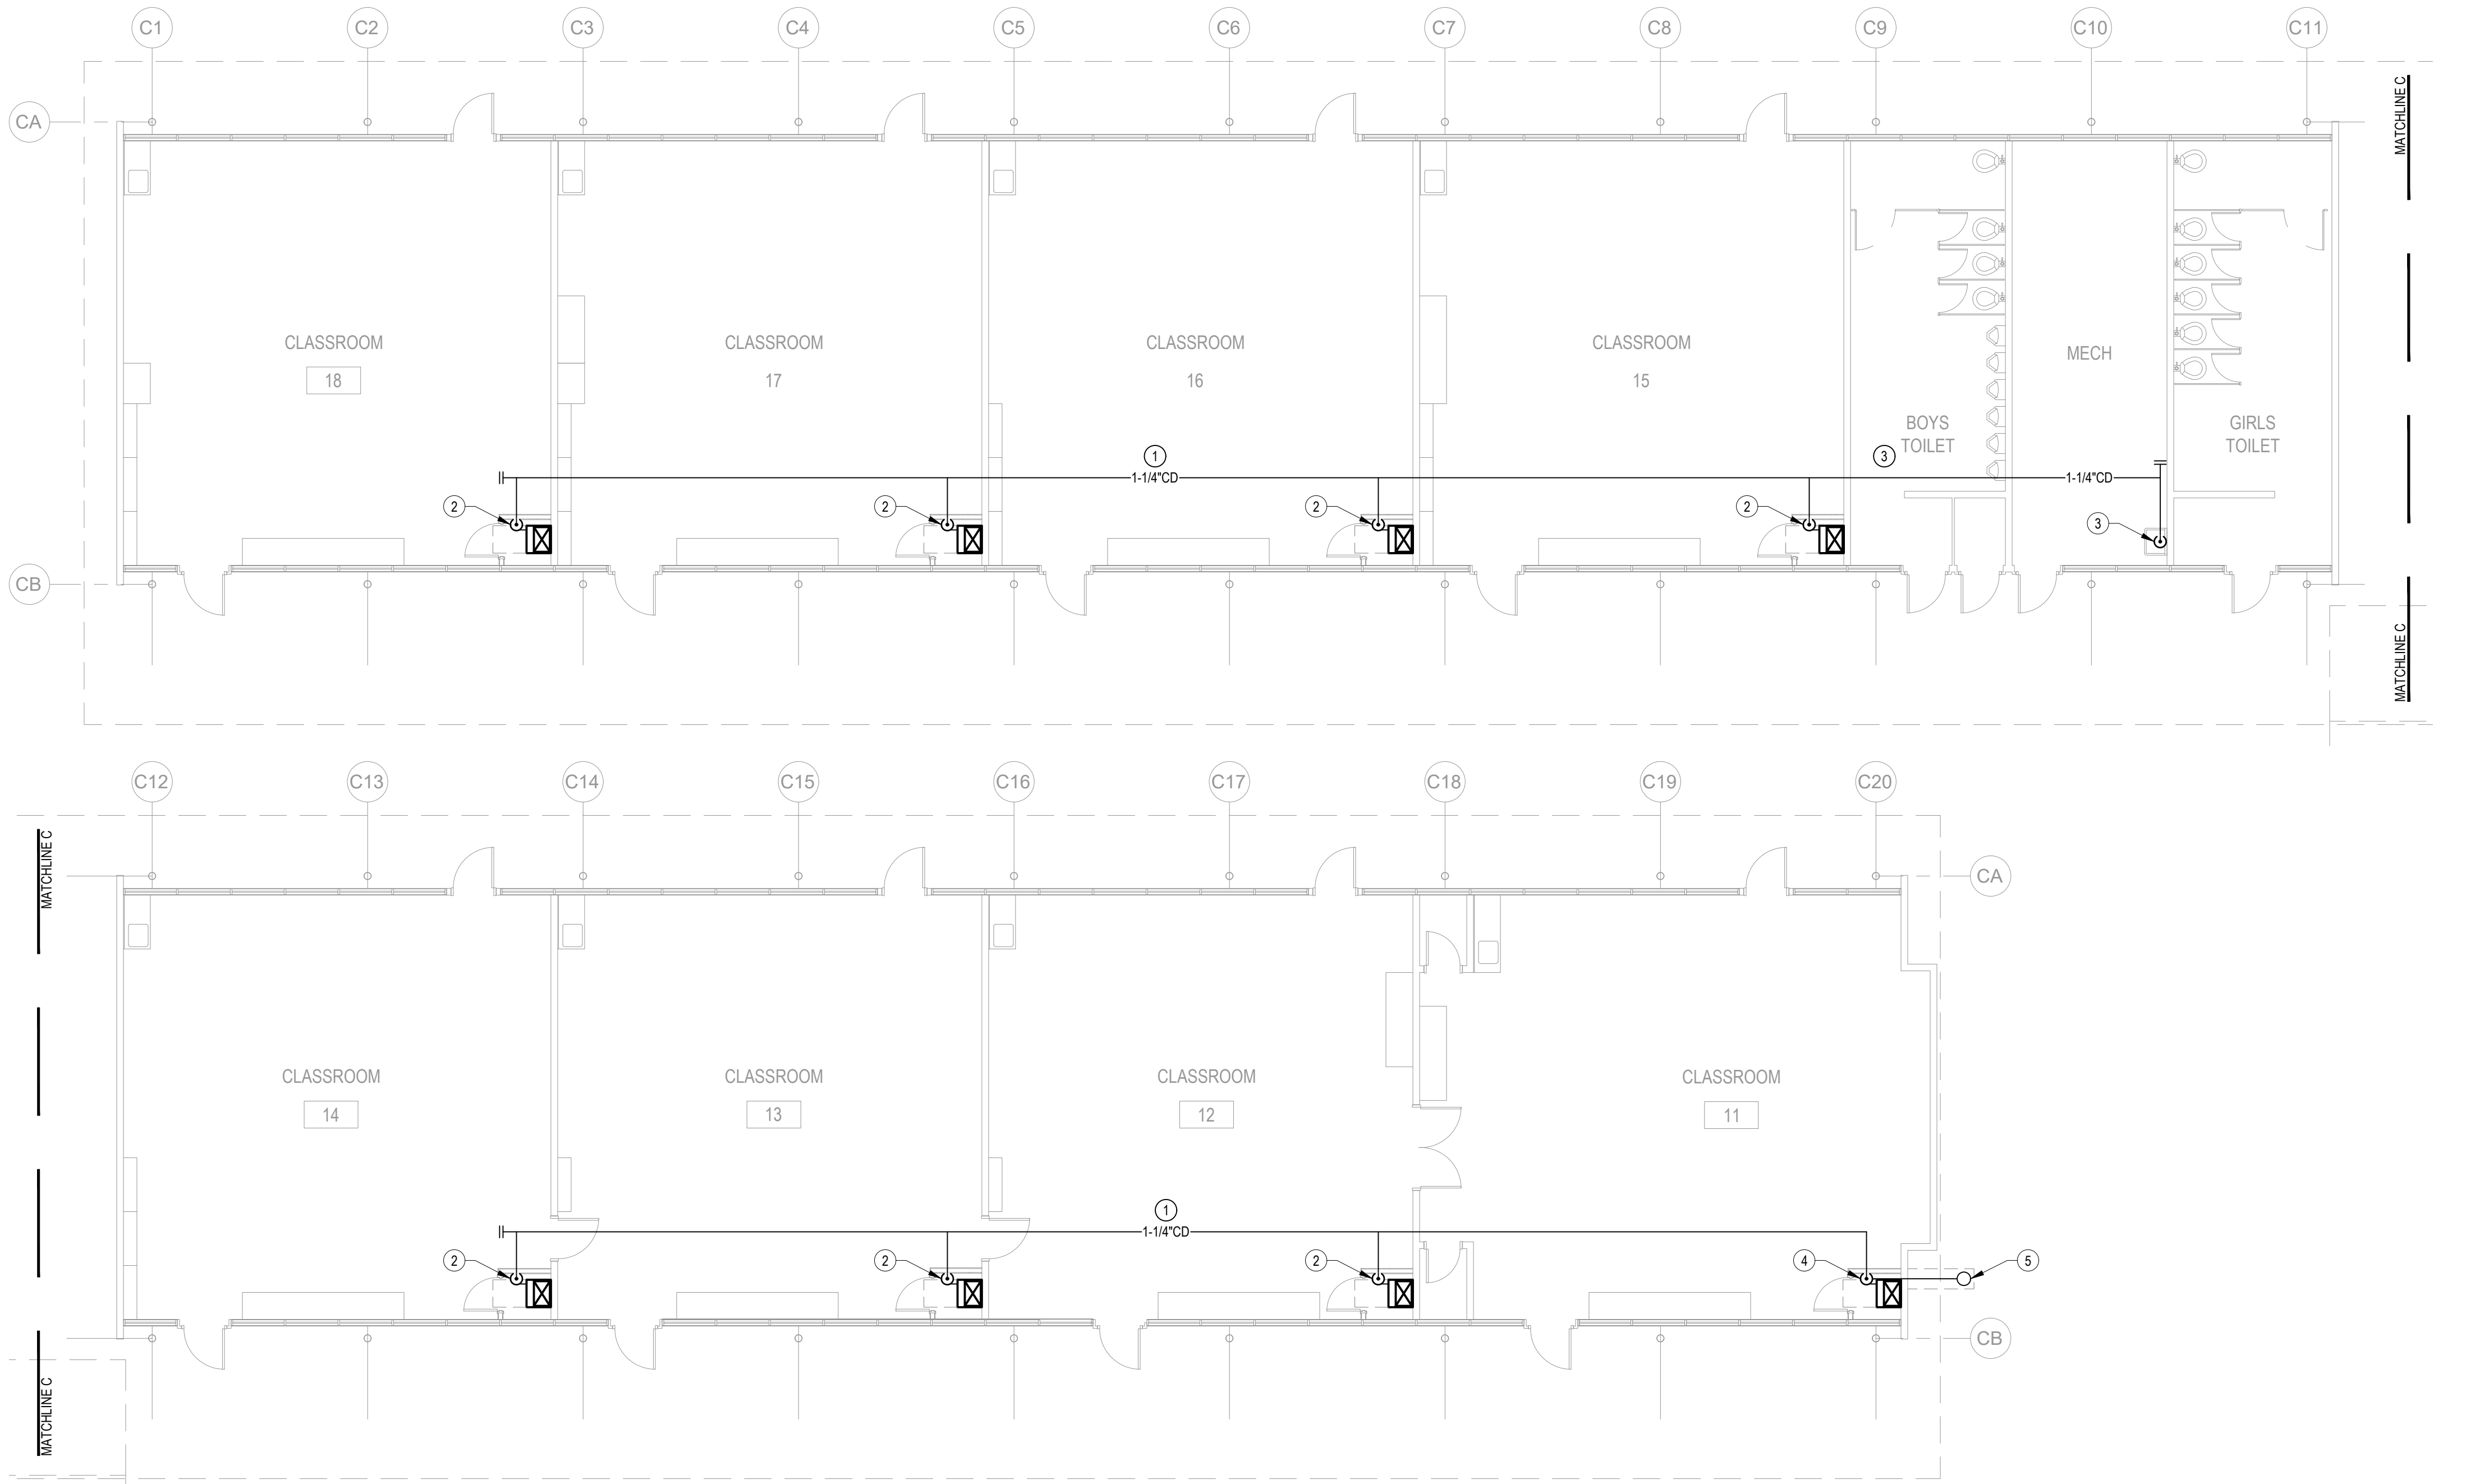 C1 C2 C3 C4 C5 C6 C7 C8 C9 C10 C11
MATCHLINE C
CA
CLASSROOM CLASSROOM CLASSROOM CLASSROOM
MECH
18 17 16 15
BOYS
TOILET
GIRLS
TOILET
1 3
1-1/4"CD 1-1/4"CD
2 2 2 2
3
CB
MATCHLINE C
C12 C13 C14 C15 C16 C17 C18 C19 C20
MATCHLINE C
CA
CLASSROOM CLASSROOM CLASSROOM CLASSROOM
14 13 12 11
1
1-1/4"CD
2 2 2 4 5
CB
MATCHLINE C